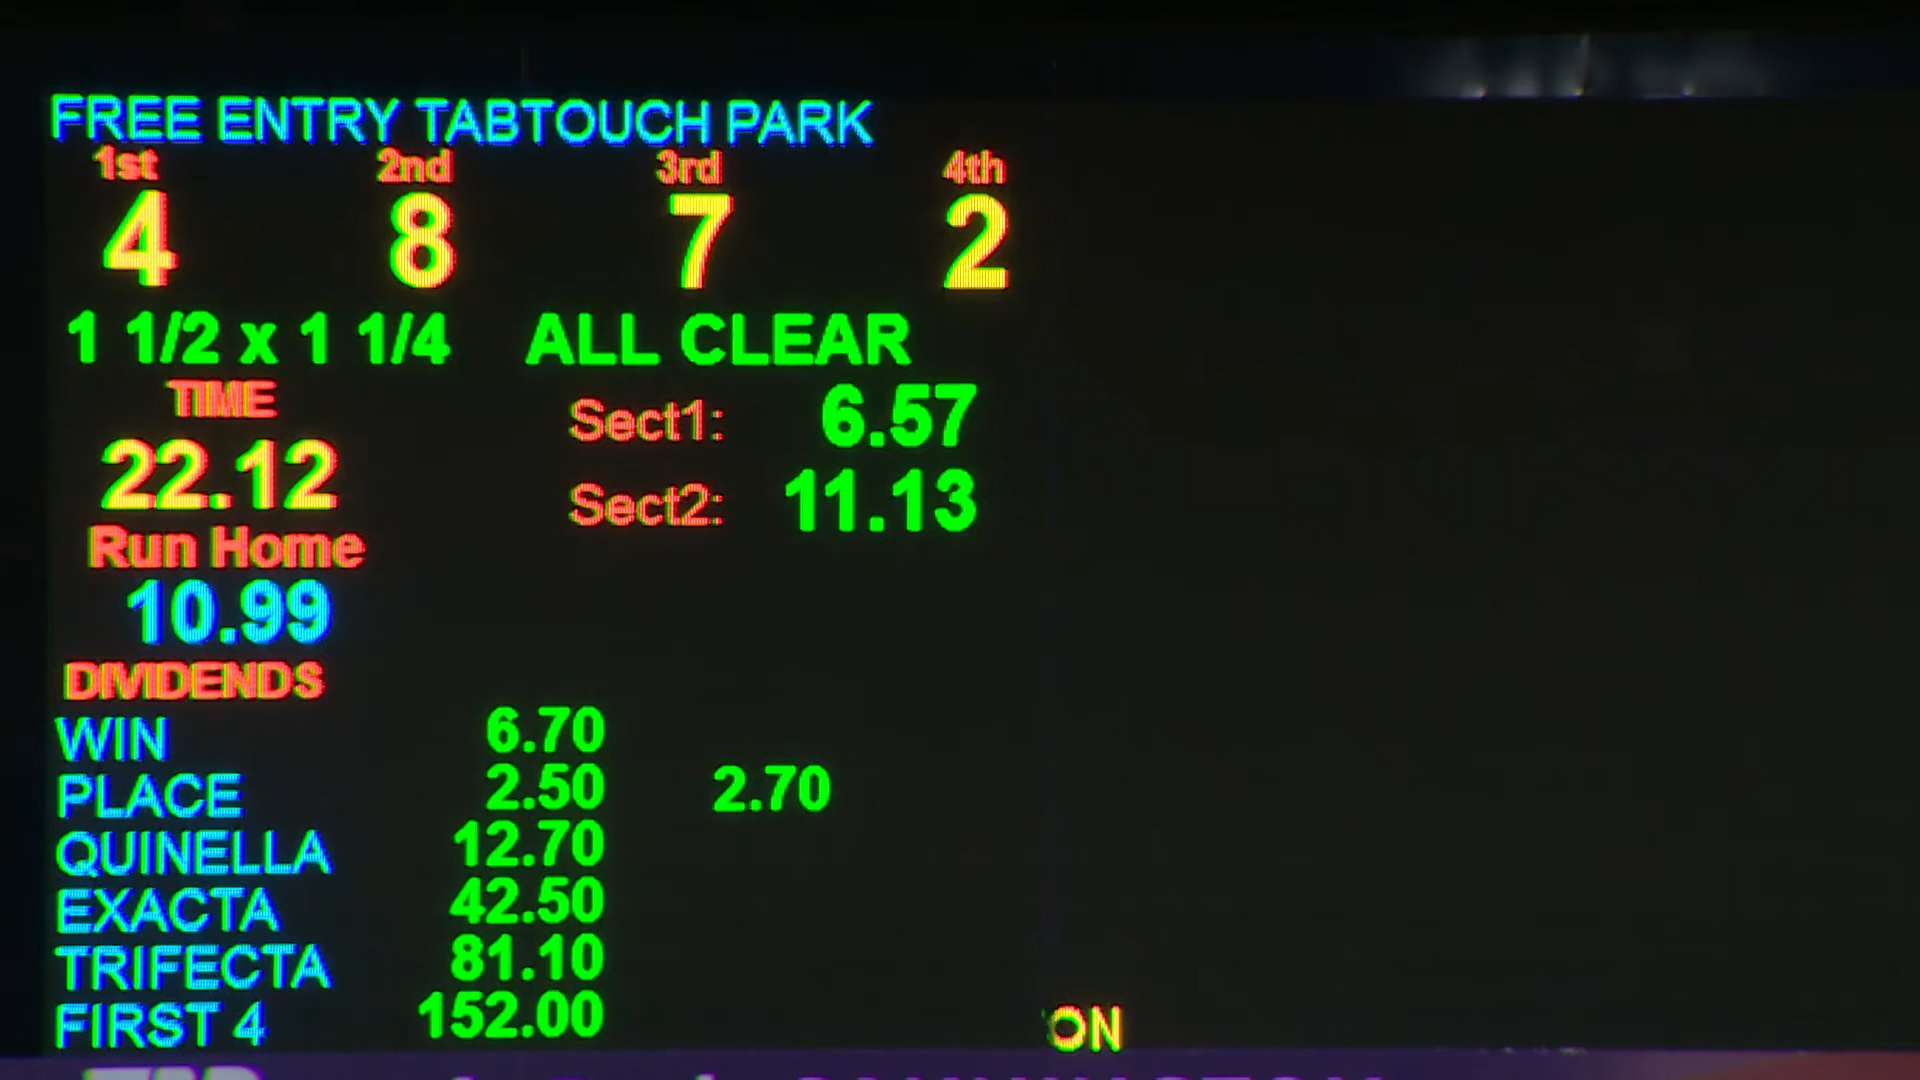 FREE ENTRY TABTOUCH PARK
1st 2nd 3rd 4th
4 8 7 2
1 1/2 x 1 1/4 ALL CLEAR
TIME
22.12
Sect1: 6.57
Sect2: 11.13
Run Home
10.99
DIVIDENDS
WIN 6.70
PLACE 2.50 2.70
QUINELLA 12.70
EXACTA 42.50
TRIFECTA 81.10
FIRST 4 152.00
ON